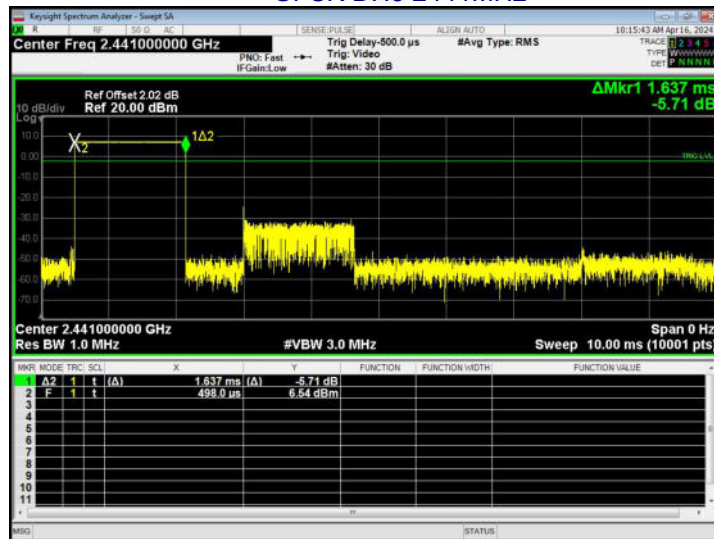 Keysight Spectrum Analyzer - Swept SA
R RF 50 Ω AC SENSE:PULSE ALIGN AUTO 10:15:43 AM Apr 16, 2024
Center Freq 2.441000000 GHz
PNO: Fast
IFGain:Low
Trig Delay-500.0 µs
Trig: Video
#Atten: 30 dB
#Avg Type: RMS
TRACE 1 2 3 4 5
TYPE W
DET P N N N N
ΔMkr1 1.637 ms
-5.71 dB
Ref Offset 2.02 dB
10 dB/div Ref 20.00 dBm
Log
10.0
0.00
-10.0
-20.0
-30.0
-40.0
-50.0
-60.0
-70.0
X2
1Δ2
TRIG LVL
Center 2.441000000 GHz Span 0 Hz
Res BW 1.0 MHz #VBW 3.0 MHz Sweep 10.00 ms (10001 pts)
MKR MODE TRC SCL X Y FUNCTION FUNCTION WIDTH FUNCTION VALUE
1 Δ2 1 t (Δ) 1.637 ms (Δ) -5.71 dB
2 F 1 t 498.0 µs 6.54 dBm
3
4
5
6
7
8
9
10
11
MSG STATUS